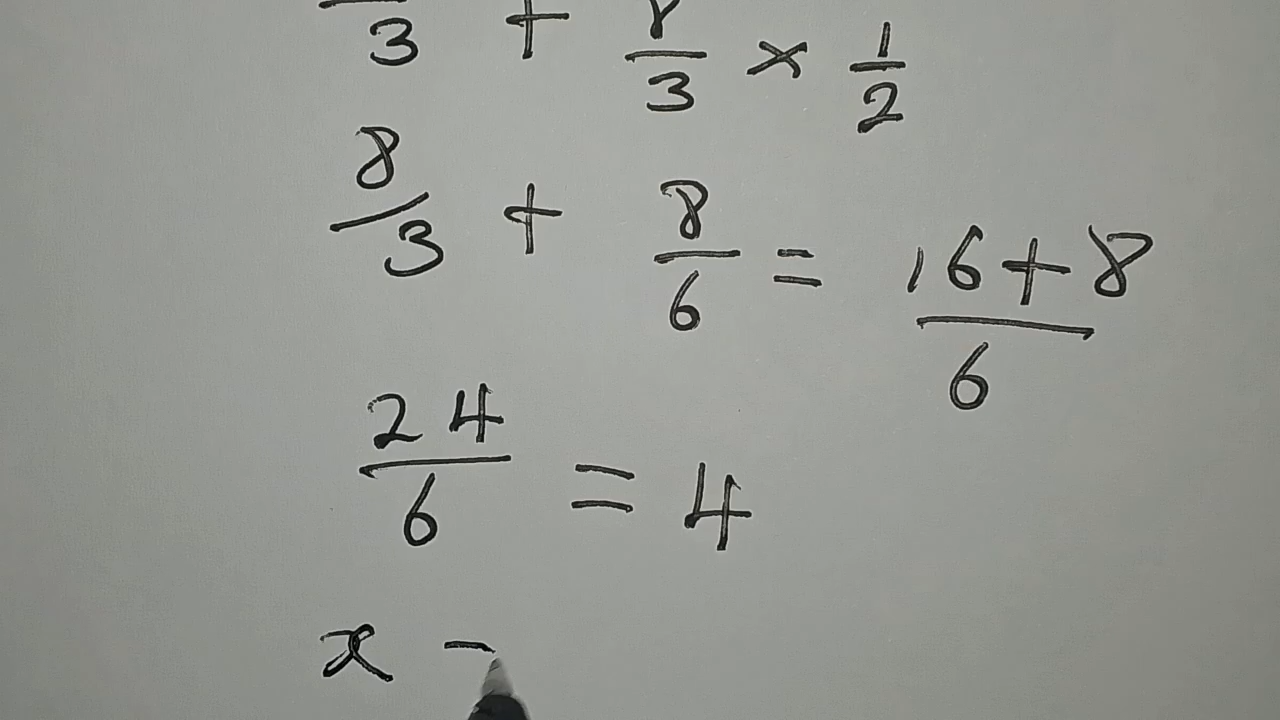 /3 + 8/3 × 1/2
8/3 + 8/6 = (16+8)/6
24/6 = 4
x -